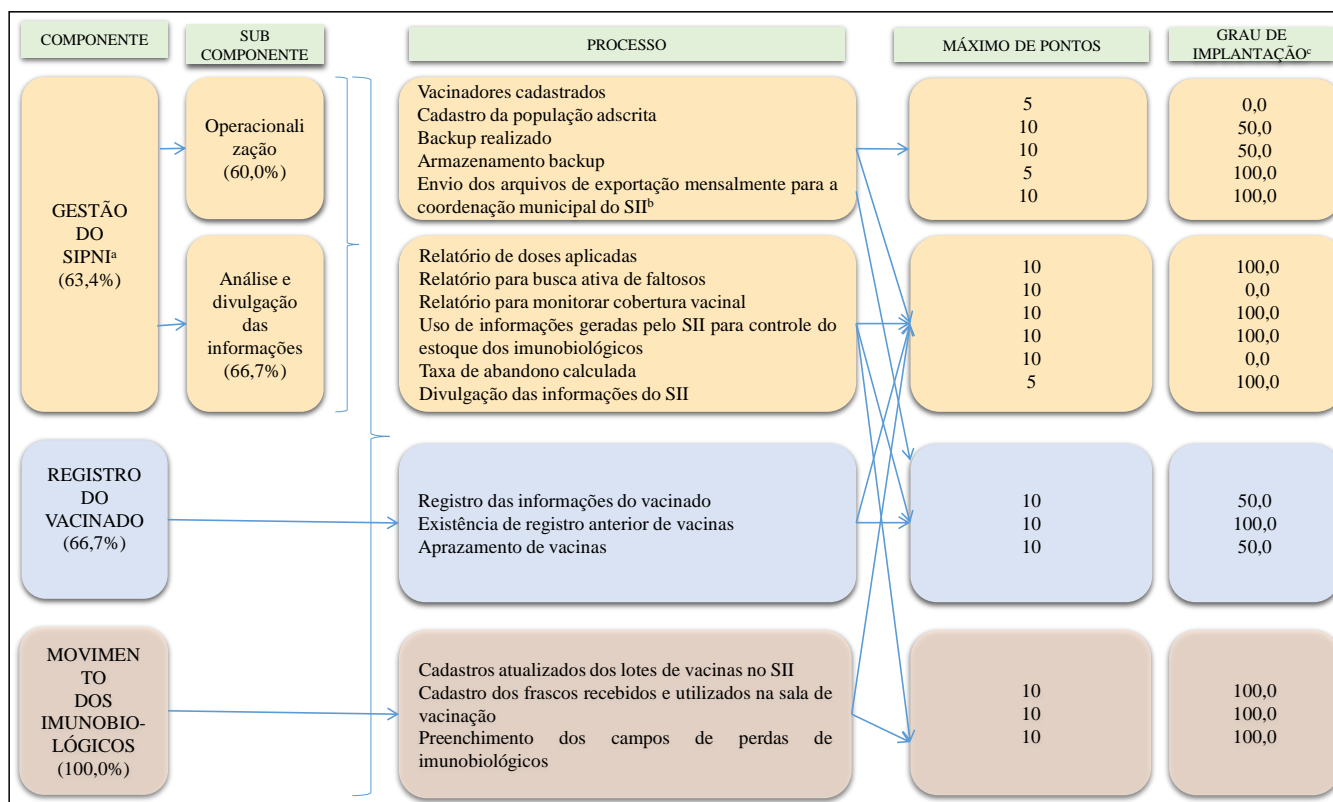 COMPONENTE
SUB
COMPONENTE
PROCESSO
MÁXIMO DE PONTOS
GRAU DE
IMPLANTAÇÃOᶜ
GESTÃO
DO
SIPNIᵃ
(63,4%)
Operacionali
zação
(60,0%)
Vacinadores cadastrados
Cadastro da população adscrita
Backup realizado
Armazenamento backup
Envio dos arquivos de exportação mensalmente para a
coordenação municipal do SIIᵇ
5
10
10
5
10
0,0
50,0
50,0
100,0
100,0
Análise e
divulgação
das
informações
(66,7%)
Relatório de doses aplicadas
Relatório para busca ativa de faltosos
Relatório para monitorar cobertura vacinal
Uso de informações geradas pelo SII para controle do
estoque dos imunobiológicos
Taxa de abandono calculada
Divulgação das informações do SII
10
10
10
10
10
5
100,0
0,0
100,0
100,0
0,0
100,0
REGISTRO
DO
VACINADO
(66,7%)
Registro das informações do vacinado
Existência de registro anterior de vacinas
Aprazamento de vacinas
10
10
10
50,0
100,0
50,0
MOVIMEN
TO
DOS
IMUNOBIO-
LÓGICOS
(100,0%)
Cadastros atualizados dos lotes de vacinas no SII
Cadastro dos frascos recebidos e utilizados na sala de
vacinação
Preenchimento dos campos de perdas de
imunobiológicos
10
10
10
100,0
100,0
100,0